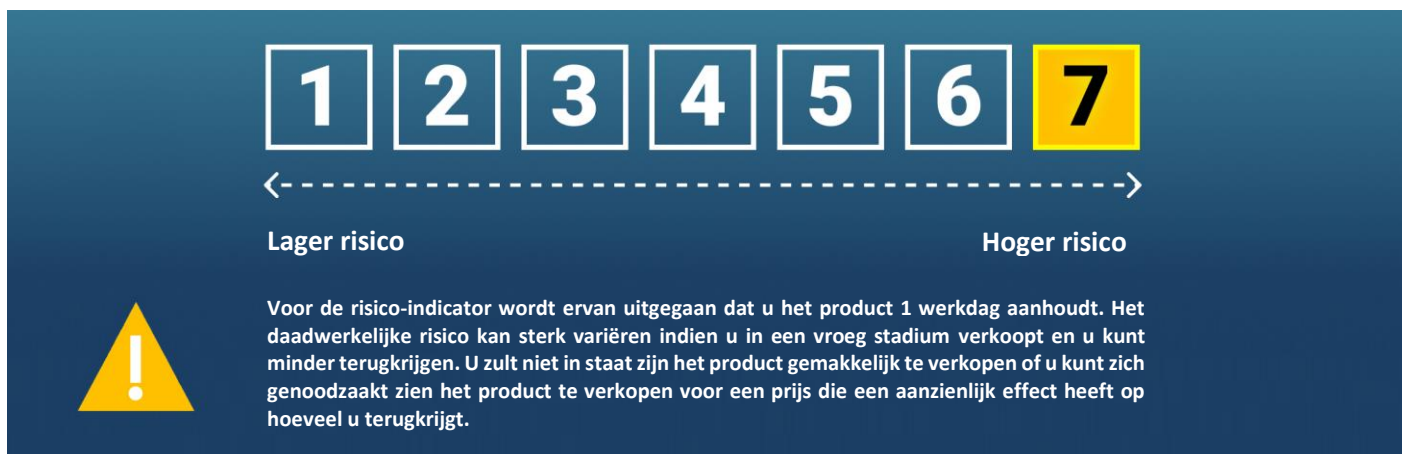 1 2 3 4 5 6 7
Lager risico Hoger risico
Voor de risico-indicator wordt ervan uitgegaan dat u het product 1 werkdag aanhoudt. Het
daadwerkelijke risico kan sterk variëren indien u in een vroeg stadium verkoopt en u kunt
minder terugkrijgen. U zult niet in staat zijn het product gemakkelijk te verkopen of u kunt zich
genoodzaakt zien het product te verkopen voor een prijs die een aanzienlijk effect heeft op
hoeveel u terugkrijgt.